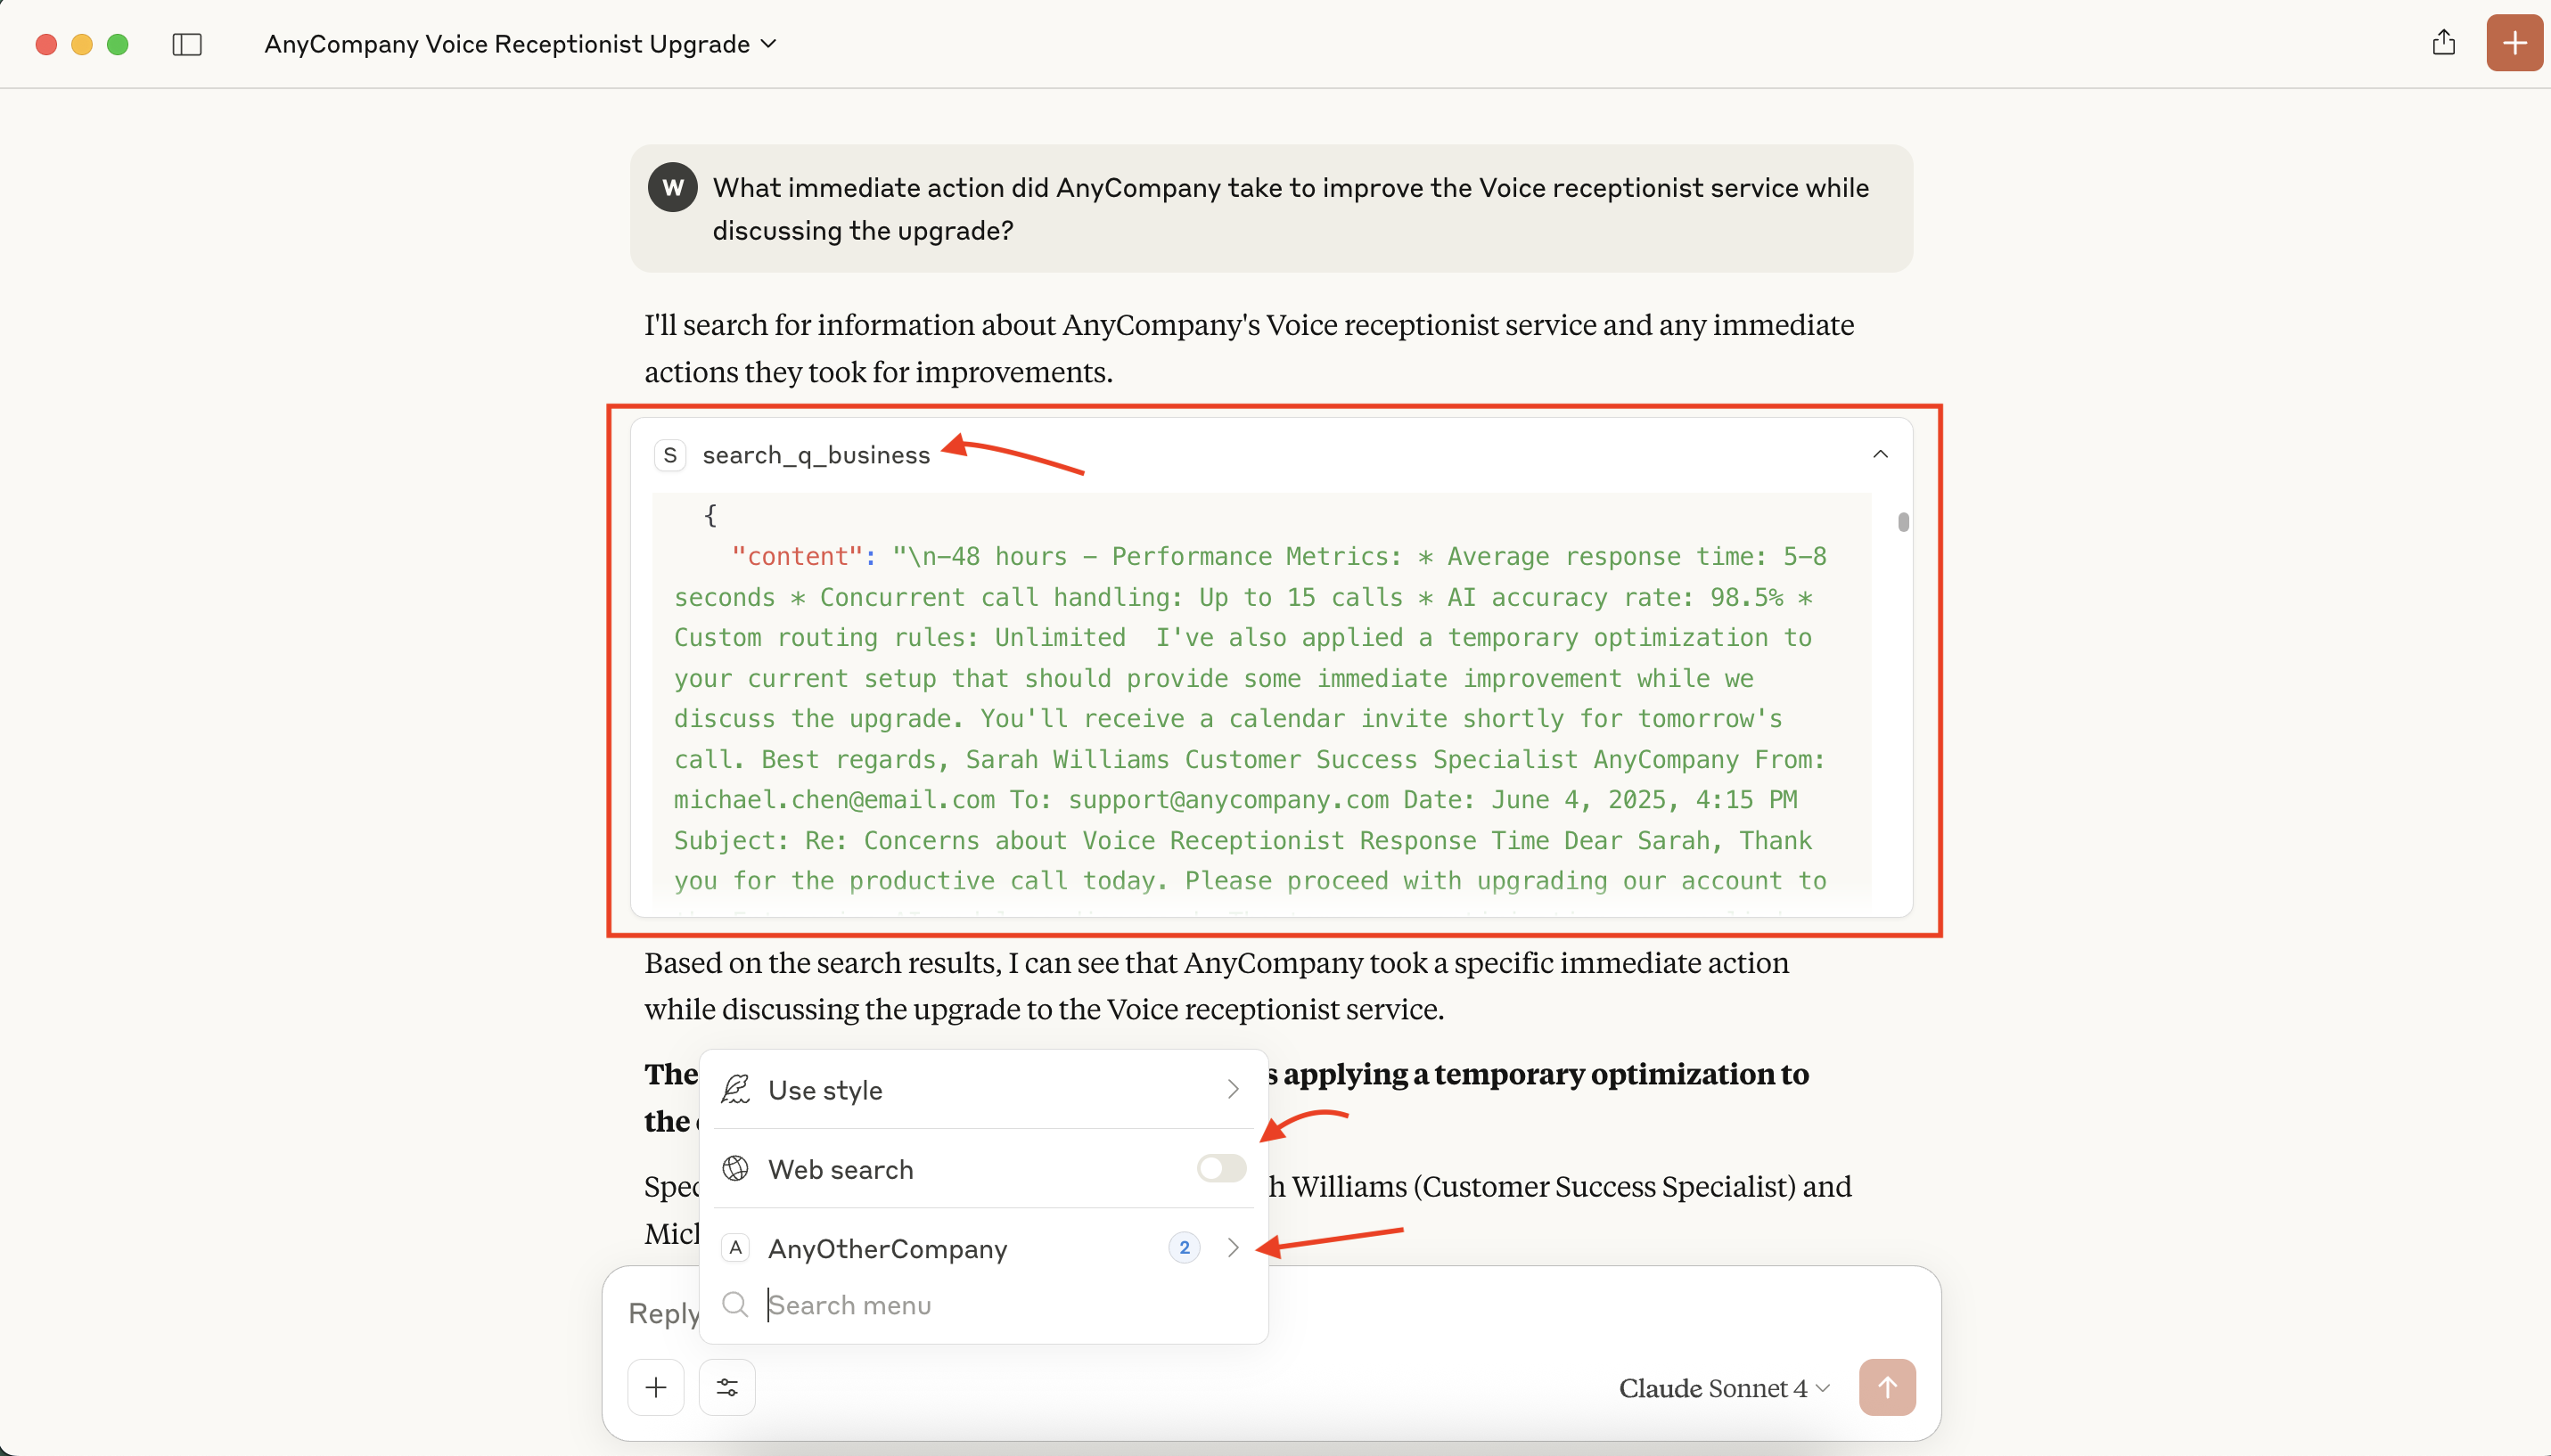 AnyCompany Voice Receptionist Upgrade
W
What immediate action did AnyCompany take to improve the Voice receptionist service while
discussing the upgrade?
I'll search for information about AnyCompany's Voice receptionist service and any immediate
actions they took for improvements.
S search_q_business
{
"content": "\n-48 hours - Performance Metrics: * Average response time: 5-8
seconds * Concurrent call handling: Up to 15 calls * AI accuracy rate: 98.5% *
Custom routing rules: Unlimited  I've also applied a temporary optimization to
your current setup that should provide some immediate improvement while we
discuss the upgrade. You'll receive a calendar invite shortly for tomorrow's
call. Best regards, Sarah Williams Customer Success Specialist AnyCompany From:
michael.chen@email.com To: support@anycompany.com Date: June 4, 2025, 4:15 PM
Subject: Re: Concerns about Voice Receptionist Response Time Dear Sarah, Thank
you for the productive call today. Please proceed with upgrading our account to
Based on the search results, I can see that AnyCompany took a specific immediate action
while discussing the upgrade to the Voice receptionist service.
The s applying a temporary optimization to
the
Spec h Williams (Customer Success Specialist) and
Mich
Use style
Web search
A AnyOtherCompany 2
Search menu
Reply
Claude Sonnet 4